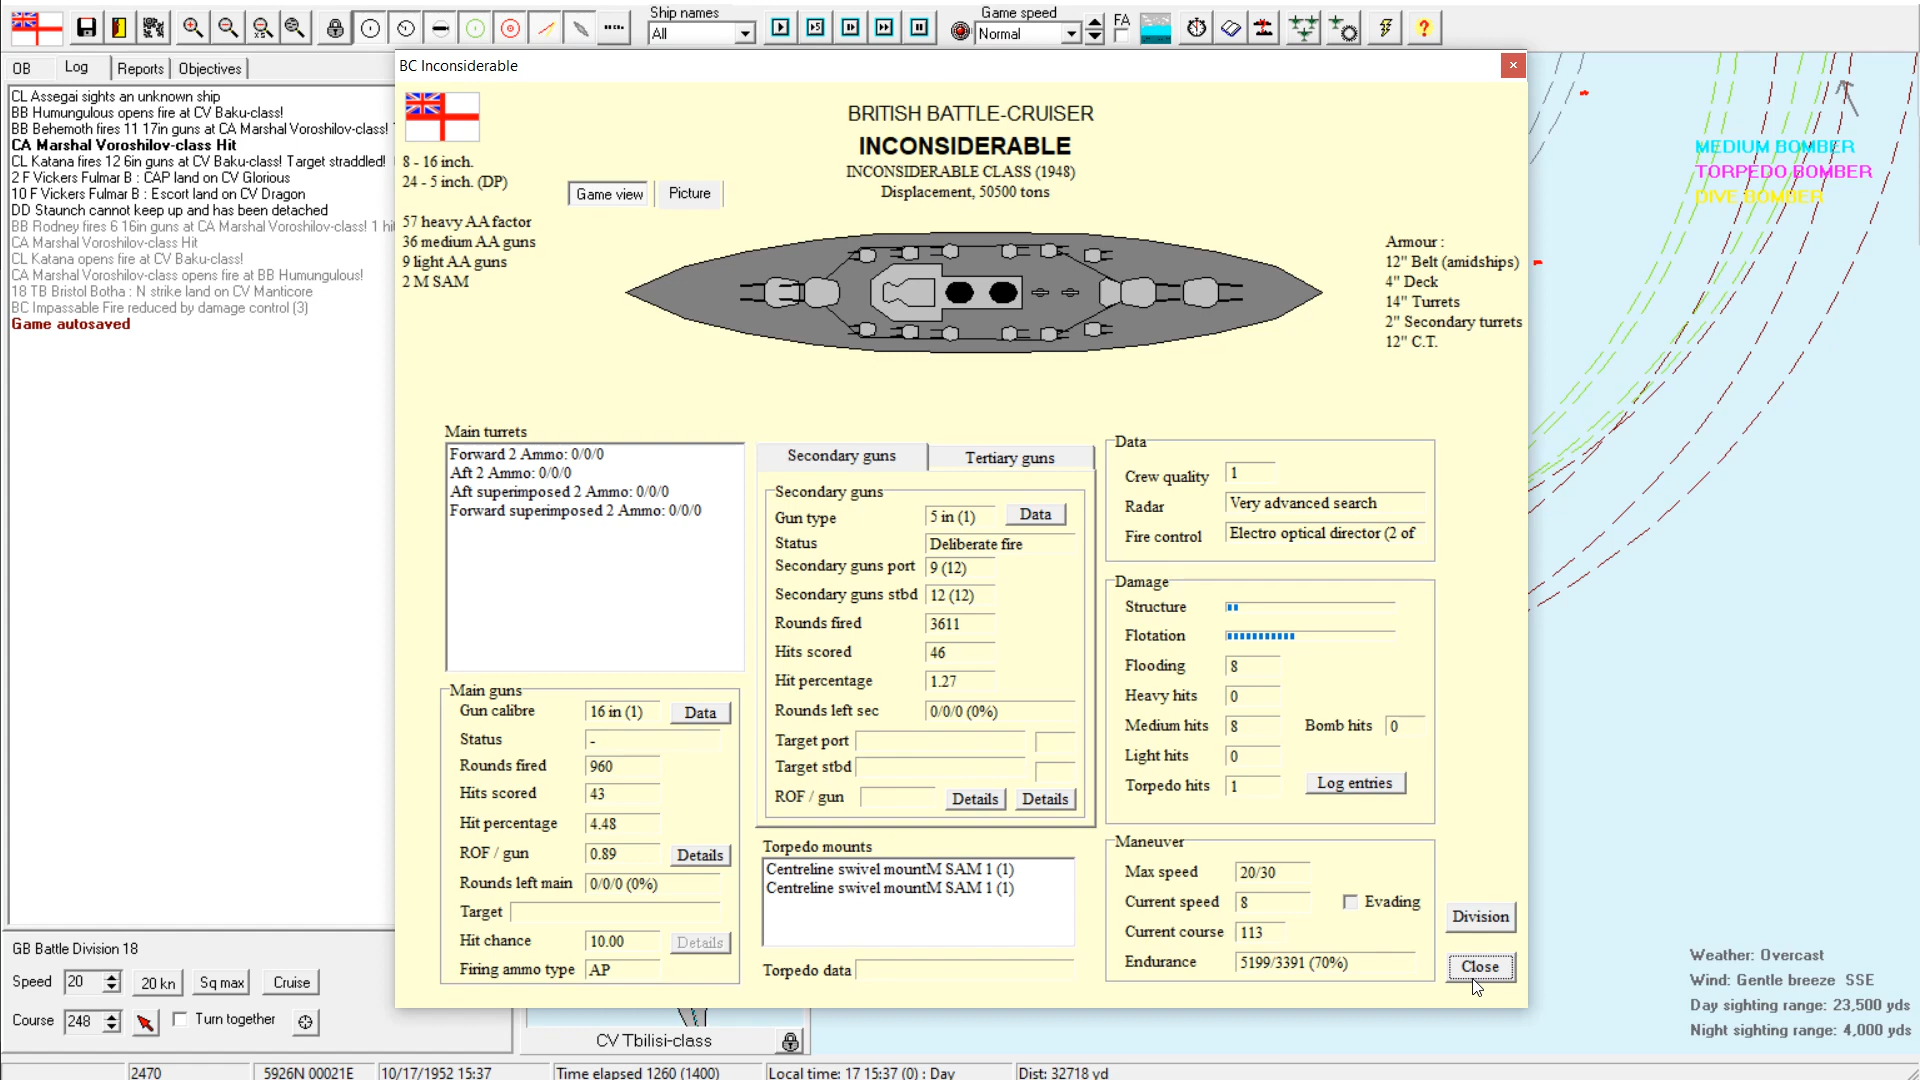 Ship names
All
Game speed
Normal
FA
OB
Log
Reports
Objectives
CL Assegai sights an unknown ship
BB Humungulous opens fire at CV Baku-class!
BB Behemoth fires 11 17in guns at CA Marshal Voroshilov-class!
CA Marshal Voroshilov-class Hit
CL Katana fires 12 6in guns at CV Baku-class! Target straddled!
2 F Vickers Fulmar B : CAP land on CV Glorious
10 F Vickers Fulmar B : Escort land on CV Dragon
DD Staunch cannot keep up and has been detached
BB Rodney fires 6 16in guns at CA Marshal Voroshilov-class! 1 hi
CA Marshal Voroshilov-class Hit
CL Katana opens fire at CV Baku-class!
CA Marshal Voroshilov-class opens fire at BB Humungulous!
18 TB Bristol Botha : N strike land on CV Manticore
BC Impassable Fire reduced by damage control (3)
Game autosaved
BC Inconsiderable
BRITISH BATTLE-CRUISER
INCONSIDERABLE
INCONSIDERABLE CLASS (1948)
Displacement, 50500 tons
8 - 16 inch.
24 - 5 inch. (DP)
57 heavy AA factor
36 medium AA guns
9 light AA guns
2 M SAM
Game view
Picture
Armour :
12" Belt (amidships)
4" Deck
14" Turrets
2" Secondary turrets
12" C.T.
Main turrets
Forward 2 Ammo: 0/0/0
Aft 2 Ammo: 0/0/0
Aft superimposed 2 Ammo: 0/0/0
Forward superimposed 2 Ammo: 0/0/0
Main guns
Gun calibre 16 in (1) Data
Status -
Rounds fired 960
Hits scored 43
Hit percentage 4.48
ROF / gun 0.89 Details
Rounds left main 0/0/0 (0%)
Target
Hit chance 10.00 Details
Firing ammo type AP
Secondary guns
Tertiary guns
Secondary guns
Gun type 5 in (1) Data
Status Deliberate fire
Secondary guns port 9 (12)
Secondary guns stbd 12 (12)
Rounds fired 3611
Hits scored 46
Hit percentage 1.27
Rounds left sec 0/0/0 (0%)
Target port
Target stbd
ROF / gun Details Details
Torpedo mounts
Centreline swivel mountM SAM 1 (1)
Centreline swivel mountM SAM 1 (1)
Torpedo data
Data
Crew quality 1
Radar Very advanced search
Fire control Electro optical director (2 of
Damage
Structure
Flotation
Flooding 8
Heavy hits 0
Medium hits 8 Bomb hits 0
Light hits 0
Torpedo hits 1 Log entries
Maneuver
Max speed 20/30
Current speed 8 Evading
Current course 113
Endurance 5199/3391 (70%)
Division
Close
MEDIUM BOMBER
TORPEDO BOMBER
DIVE BOMBER
Weather: Overcast
Wind: Gentle breeze SSE
Day sighting range: 23,500 yds
Night sighting range: 4,000 yds
GB Battle Division 18
Speed 20 20 kn Sq max Cruise
Course 248 Turn together
CV Tbilisi-class
2470 5926N 00021E 10/17/1952 15:37 Time elapsed 1260 (1400) Local time: 17 15:37 (0) : Day Dist: 32718 yd